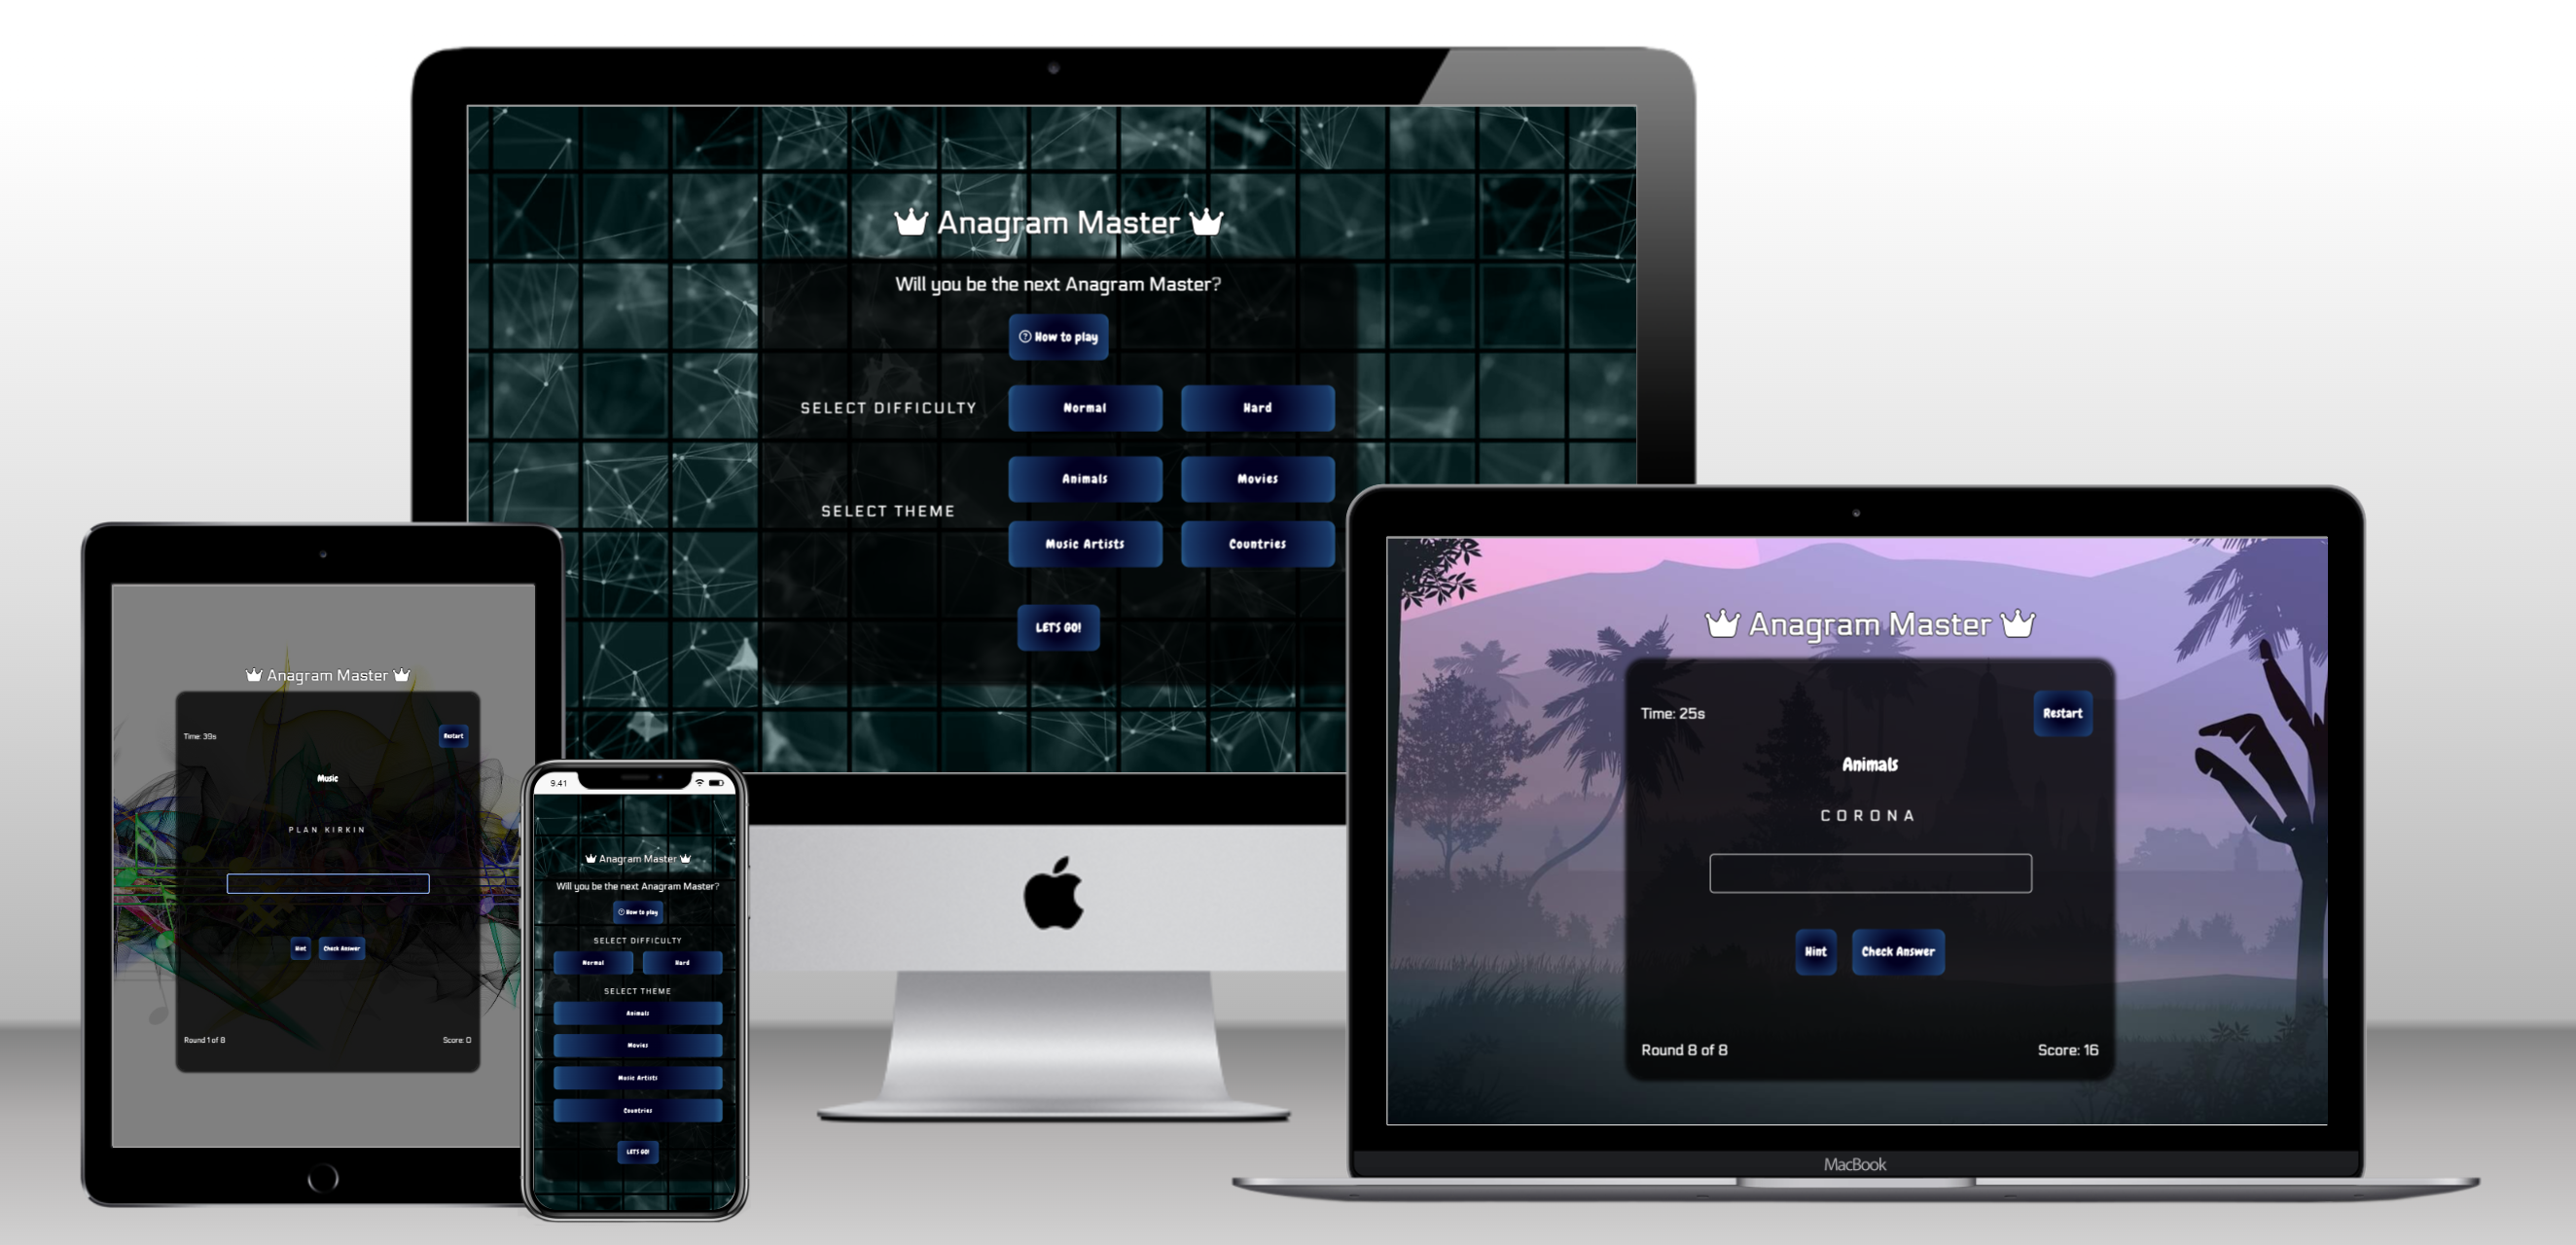 Anagram Master
Will you be the next Anagram Master?
How to play
SELECT DIFFICULTY
Normal
Hard
SELECT THEME
Animals
Movies
Music Artists
Countries
LET'S GO!
Anagram Master
Time: 39s
Restart
Music
PLAN KIRKIN
Hint
Check Answer
Round 1 of 8
Score: 0
9:41
Anagram Master
Will you be the next Anagram Master?
How to play
SELECT DIFFICULTY
Normal
Hard
SELECT THEME
Animals
Movies
Music Artists
Countries
LET'S GO!
Anagram Master
Time: 25s
Restart
Animals
CORONA
Hint
Check Answer
Round 8 of 8
Score: 16
MacBook